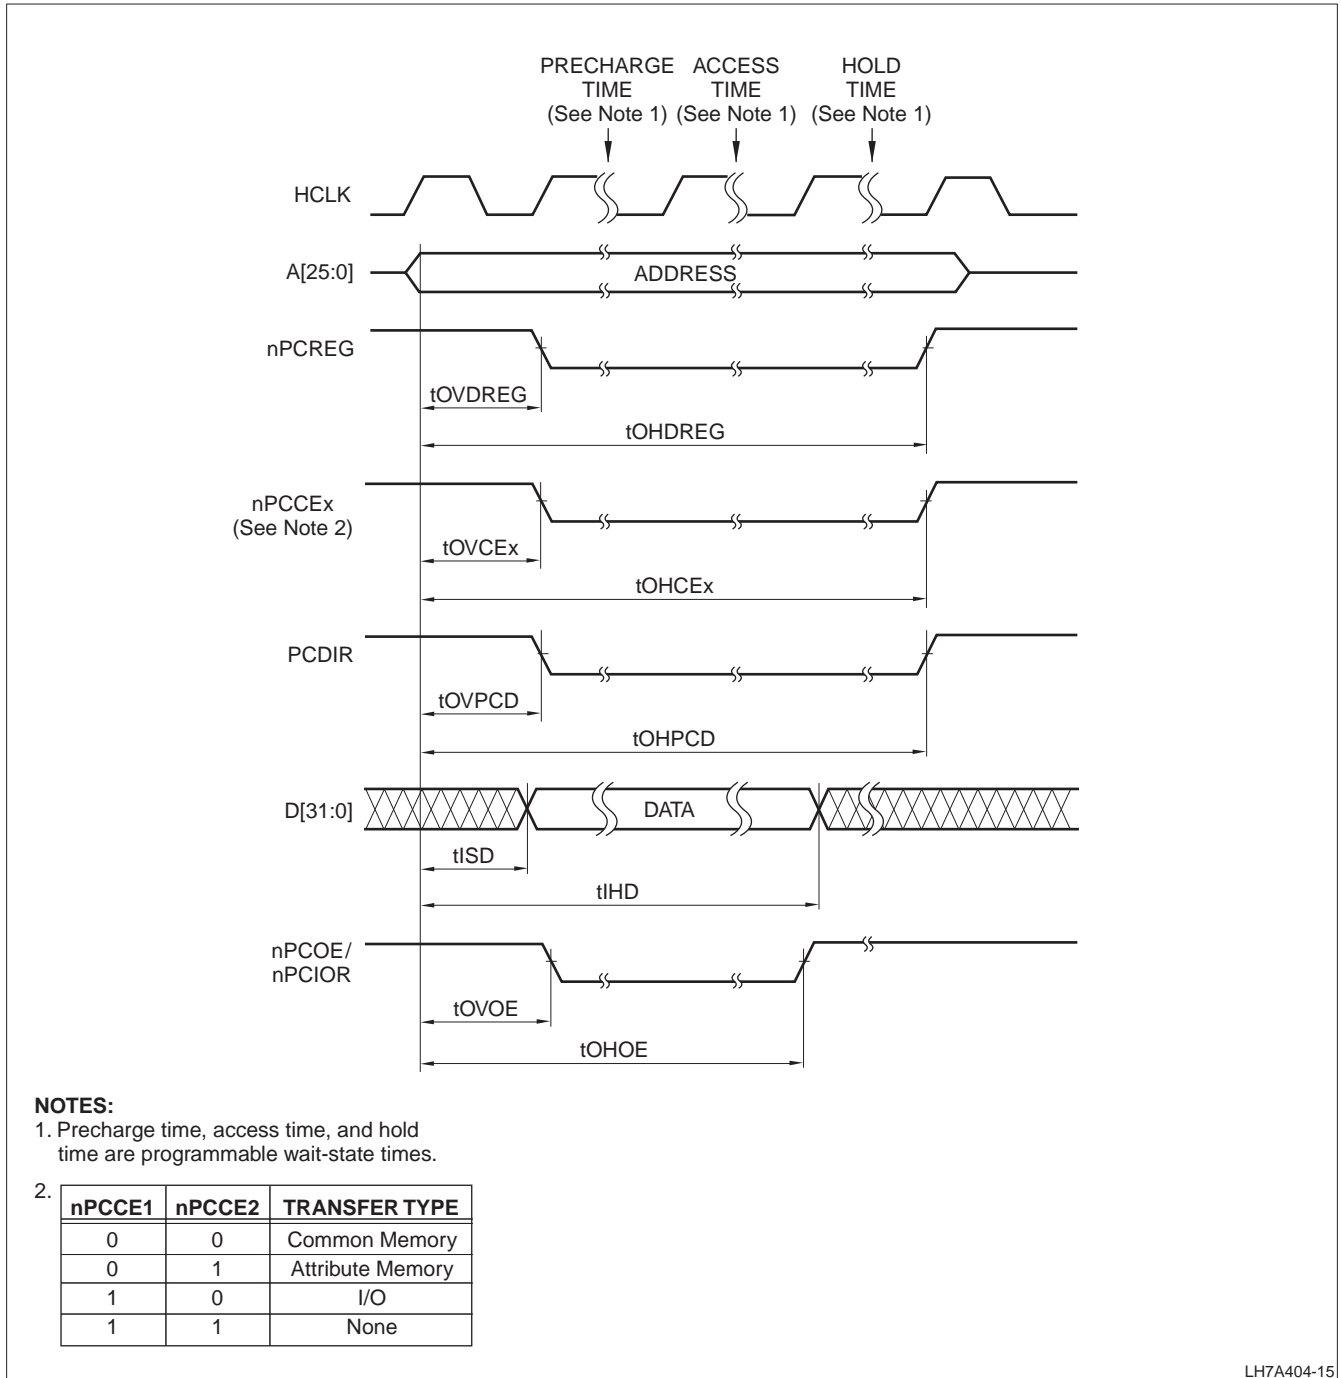 PRECHARGE TIME (See Note 1)
ACCESS TIME (See Note 1)
HOLD TIME (See Note 1)
HCLK
A[25:0]
ADDRESS
nPCREG
tOVDREG
tOHDREG
nPCCEx
(See Note 2)
tOVCEx
tOHCEx
PCDIR
tOVPCD
tOHPCD
D[31:0]
DATA
tISD
tIHD
nPCOE/
nPCIOR
tOVOE
tOHOE
NOTES:
1. Precharge time, access time, and hold
time are programmable wait-state times.
2.
nPCCE1 nPCCE2 TRANSFER TYPE
0 0 Common Memory
0 1 Attribute Memory
1 0 I/O
1 1 None
LH7A404-15